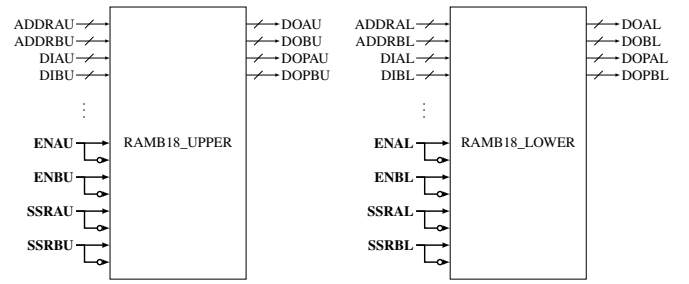 ADDRAU
ADDRBU
DIAU
DIBU
ENAU
ENBU
SSRAU
SSRBU
RAMB18_UPPER
DOAU
DOBU
DOPAU
DOPBU
ADDRAL
ADDRBL
DIAL
DIBL
ENAL
ENBL
SSRAL
SSRBL
RAMB18_LOWER
DOAL
DOBL
DOPAL
DOPBL